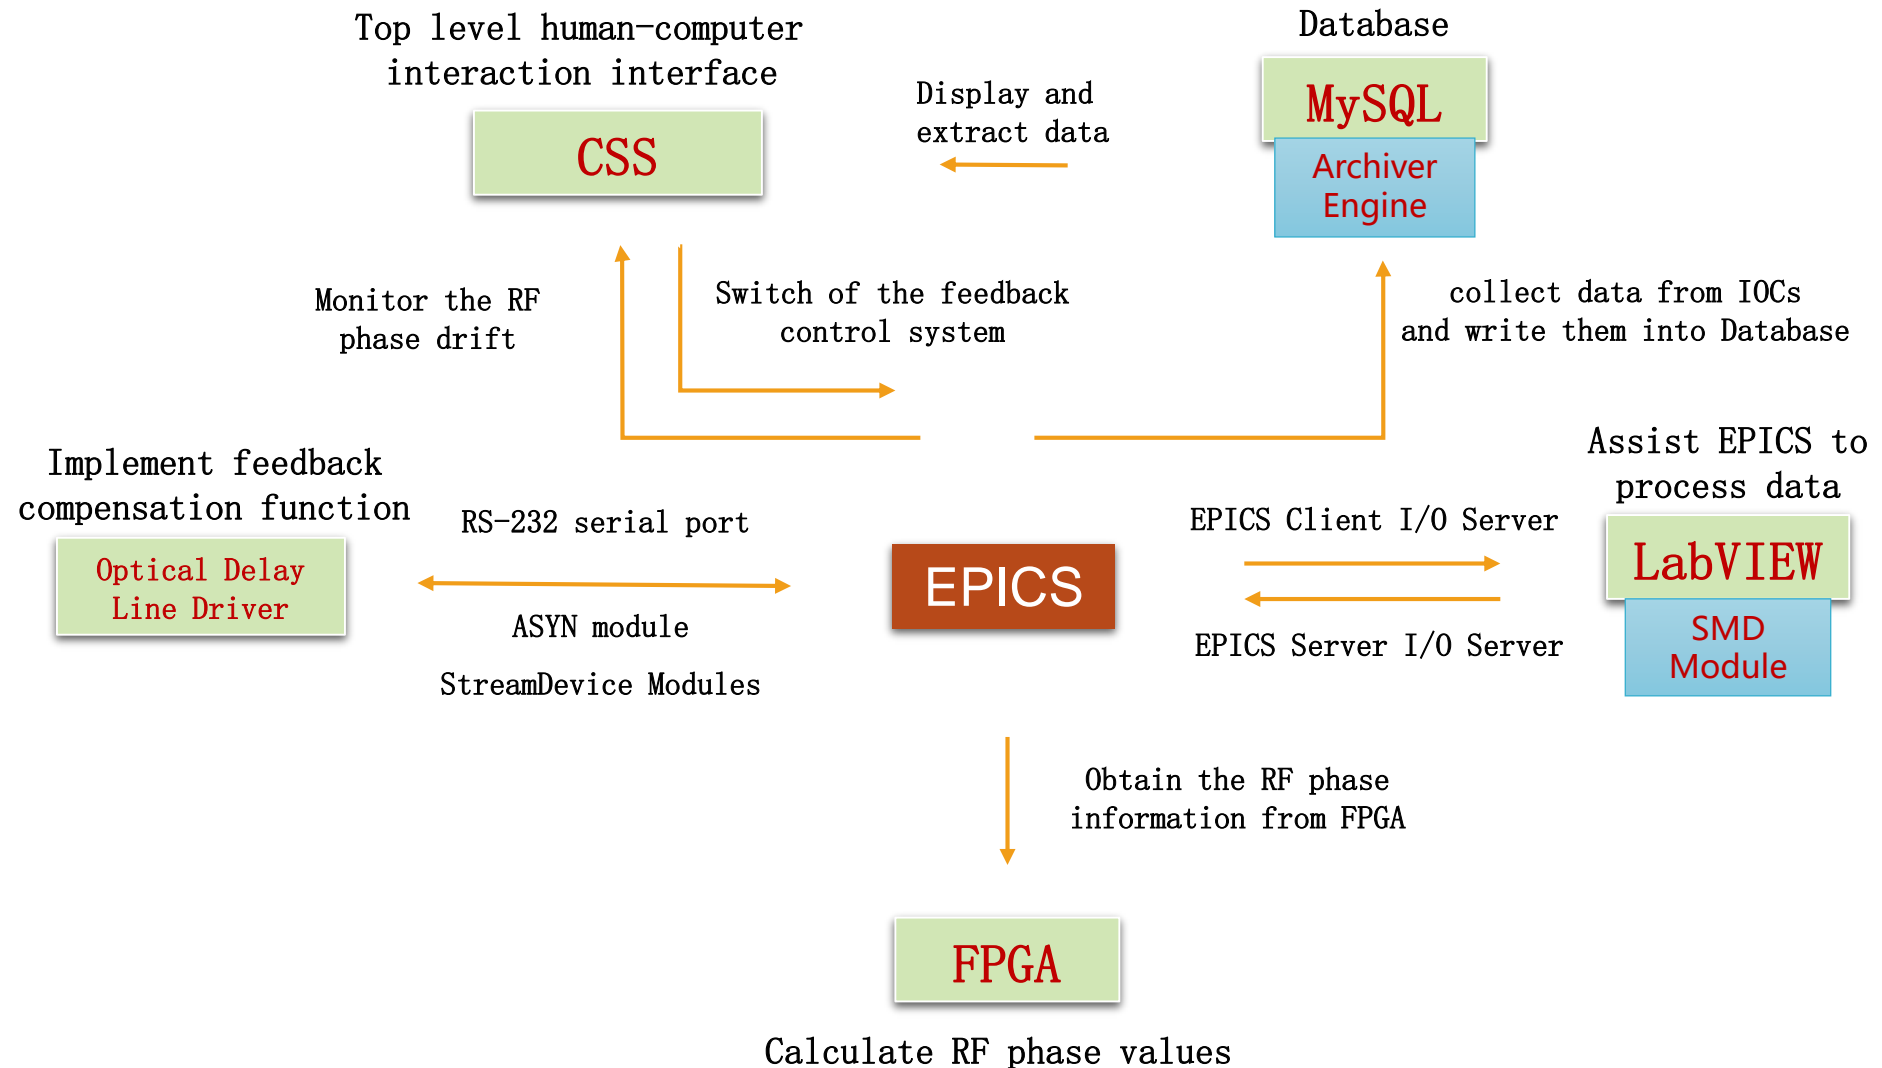 Top level human-computer
interaction interface
CSS
Display and
extract data
Database
MySQL
Archiver
Engine
Monitor the RF
phase drift
Switch of the feedback
control system
collect data from IOCs
and write them into Database
Implement feedback
compensation function
Optical Delay
Line Driver
RS-232 serial port
ASYN module
StreamDevice Modules
EPICS
EPICS Client I/O Server
EPICS Server I/O Server
Assist EPICS to
process data
LabVIEW
SMD
Module
Obtain the RF phase
information from FPGA
FPGA
Calculate RF phase values